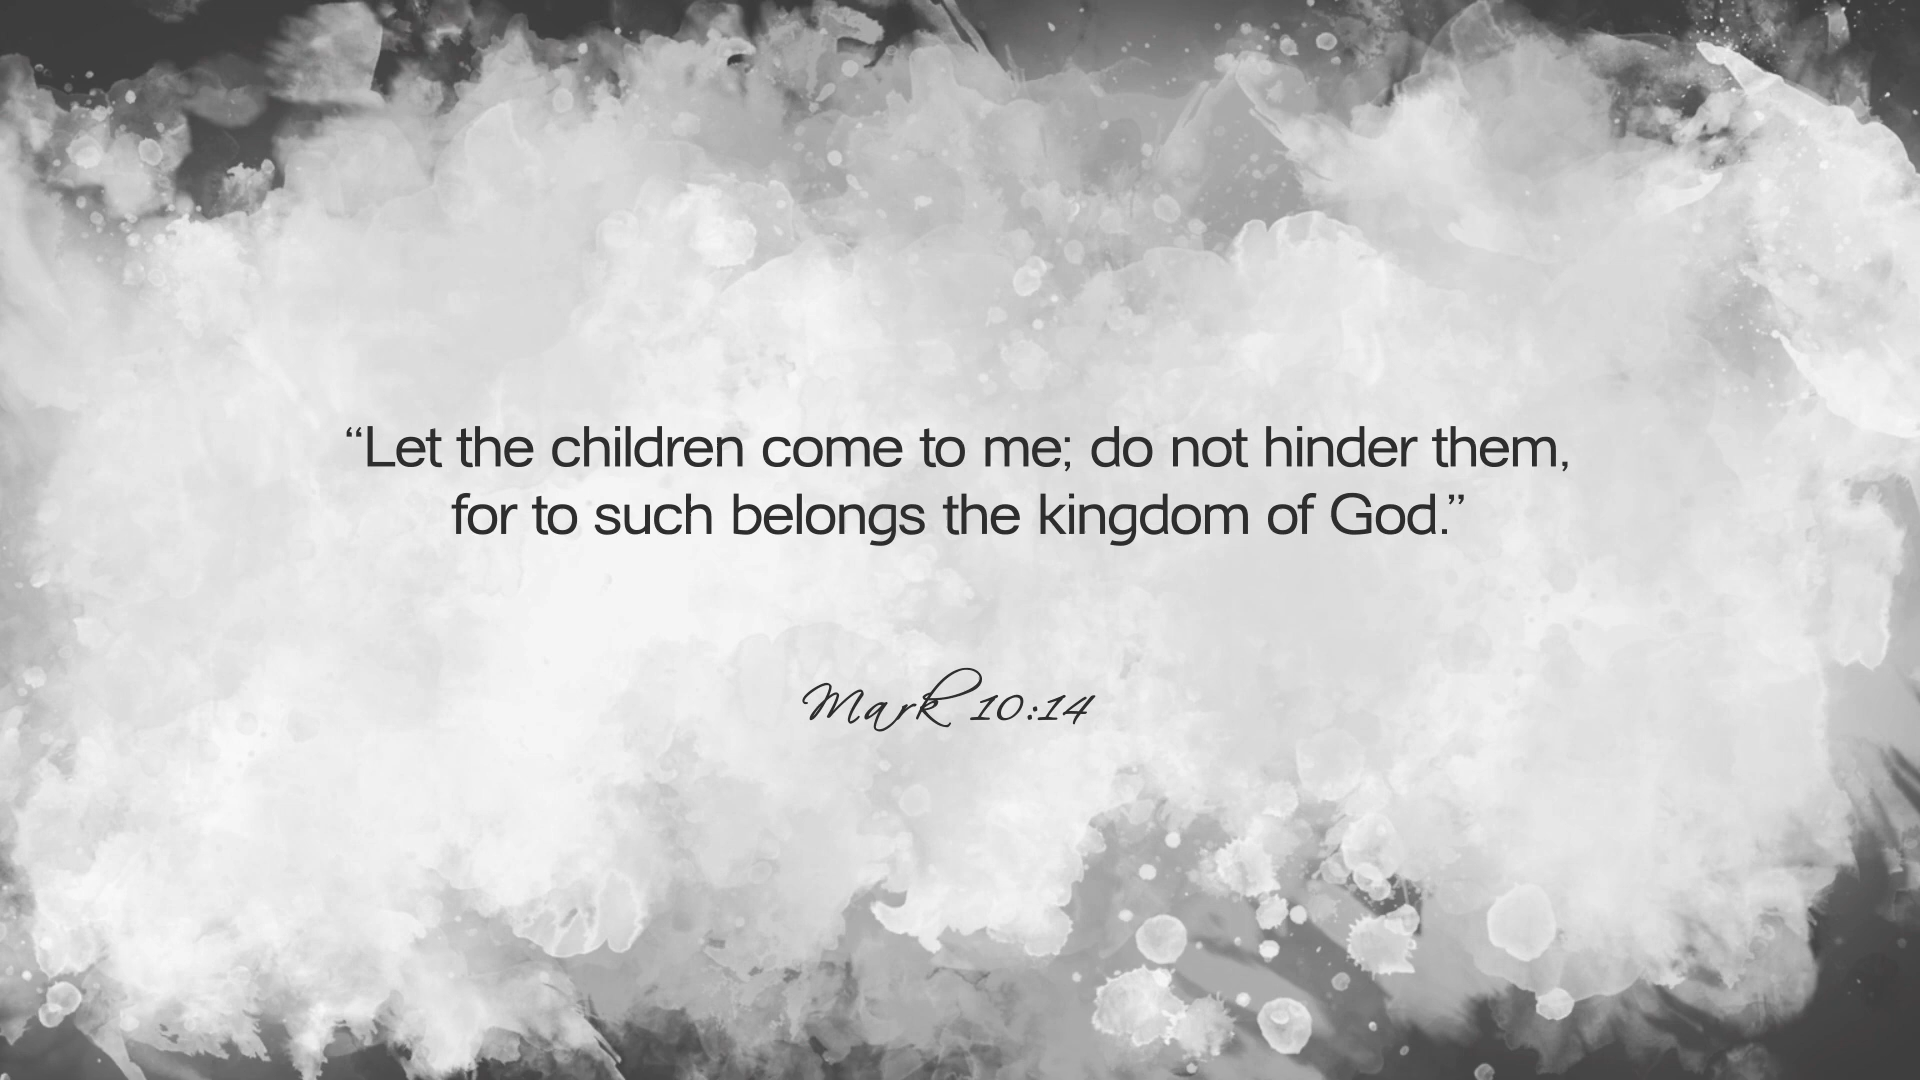 “Let the children come to me; do not hinder them,
for to such belongs the kingdom of God.”
Mark 10:14